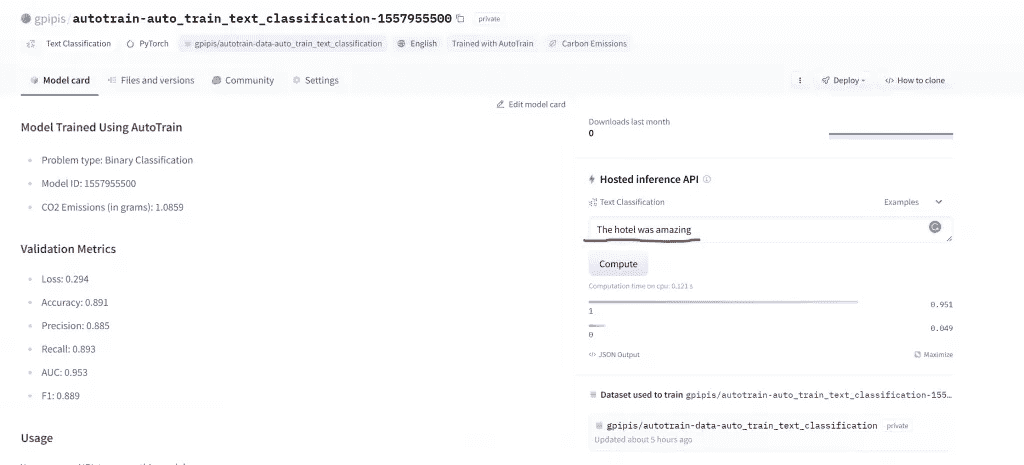 gpipis/autotrain-auto_train_text_classification-1557955500 private
Text Classification PyTorch gpipis/autotrain-data-auto_train_text_classification English Trained with AutoTrain Carbon Emissions
Model card Files and versions Community Settings Deploy How to clone
Edit model card
Model Trained Using AutoTrain
Problem type: Binary Classification
Model ID: 1557955500
CO2 Emissions (in grams): 1.0859
Validation Metrics
Loss: 0.294
Accuracy: 0.891
Precision: 0.885
Recall: 0.893
AUC: 0.953
F1: 0.889
Usage
Downloads last month
0
Hosted inference API
Text Classification Examples
The hotel was amazing
Compute
Computation time on cpu: 0.121 s
1 0.951
0 0.049
</> JSON Output Maximize
Dataset used to train gpipis/autotrain-auto_train_text_classification-155…
gpipis/autotrain-data-auto_train_text_classification private
Updated about 5 hours ago